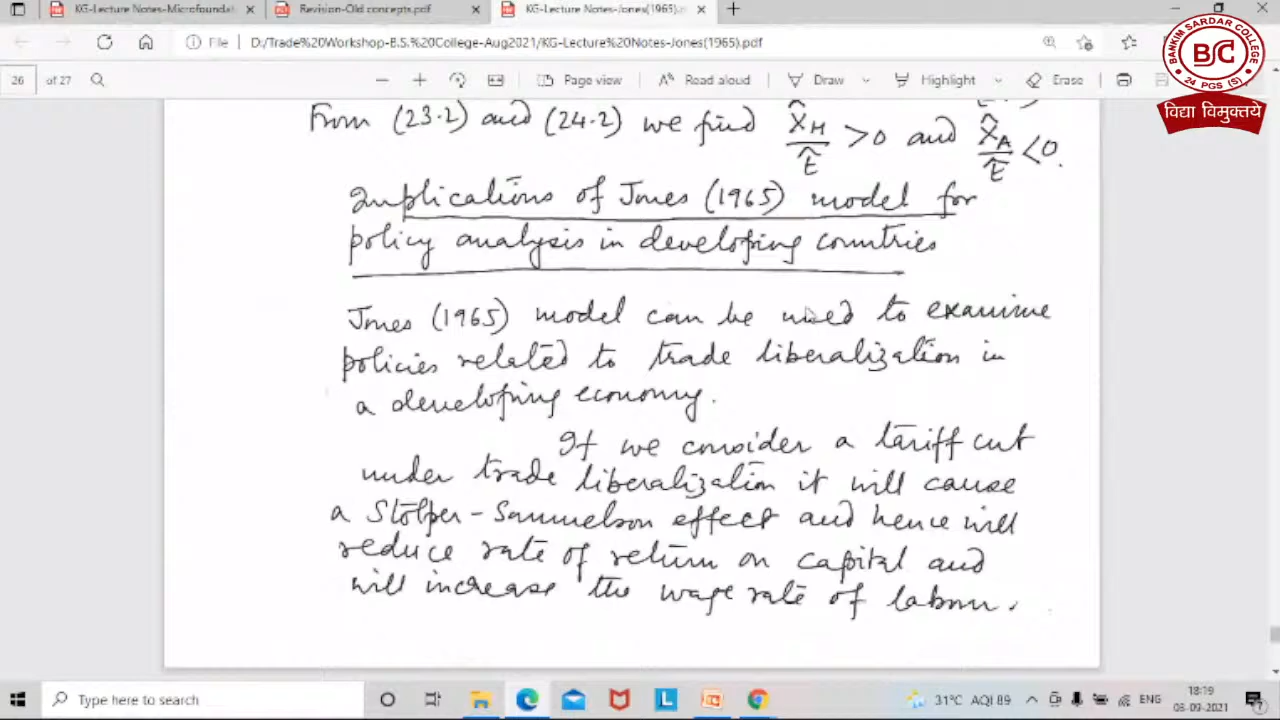 KG-Lecture Notes-Microfoundat
Revision-Old concepts.pdf
KG-Lecture Notes-Jones(1965).p
File D:/Trade%20Workshop-B.S.%20College-Aug2021/KG-Lecture%20Notes-Jones(1965).pdf
26 of 27
Page view
Read aloud
Draw
Highlight
Erase
BANKIM SARDAR COLLEGE
BSC
24 PGS (S)
विद्या विमुक्तये
From (23.2) and (24.2) we find X̂H/t̂ >0 and X̂A/t̂ <0.
Implications of Jones (1965) model for
policy analysis in developing countries
Jones (1965) model can be used to examine
policies related to trade liberalization in
a developing economy.
If we consider a tariff cut
under trade liberalization it will cause
a Stolper-Sammelson effect and hence will
reduce rate of return on capital and
will increase the wage rate of labour.
Type here to search
31°C AQI 89
ENG
18:19
03-09-2021